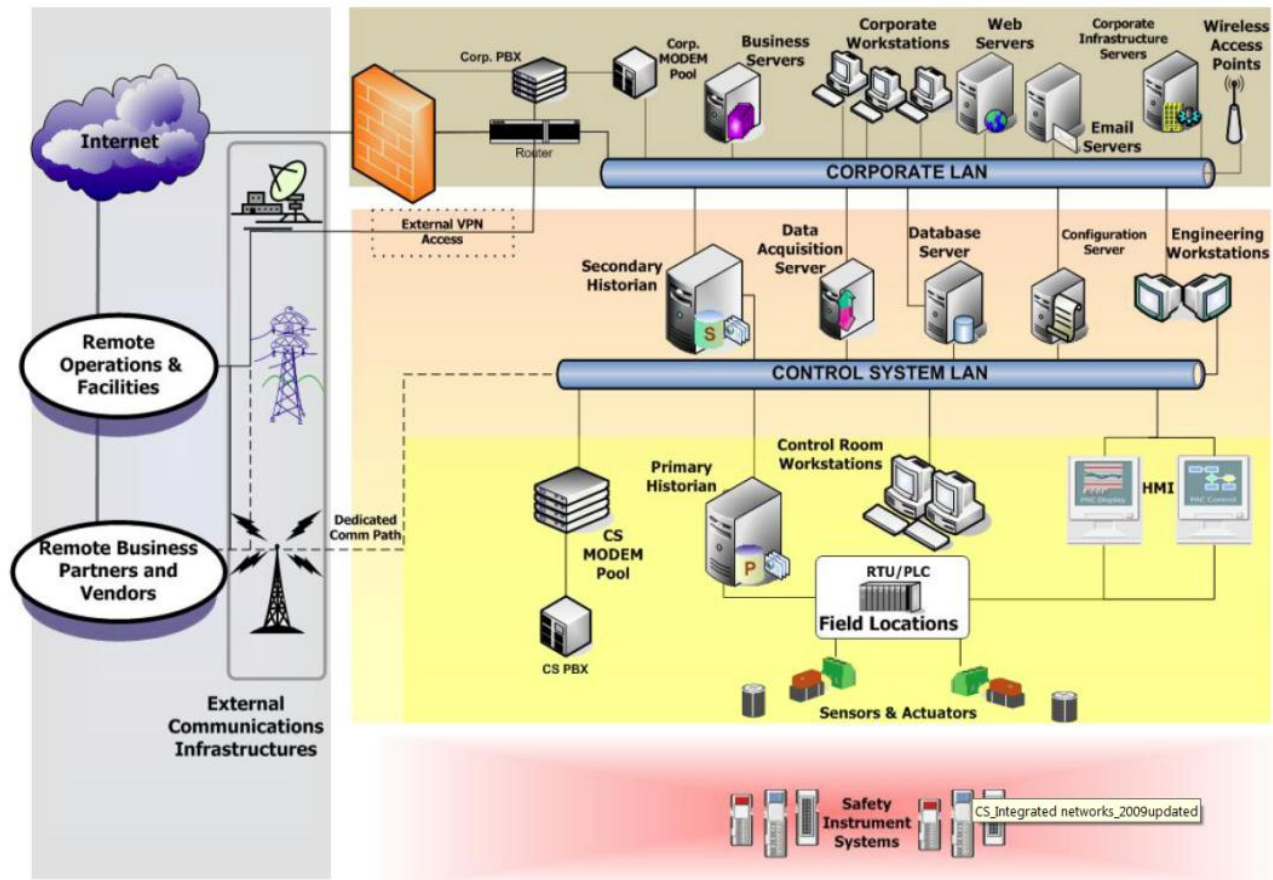 Corp. PBX
Corp.
MODEM
Pool
Business
Servers
Corporate
Workstations
Web
Servers
Corporate
Infrastructure
Servers
Wireless
Access
Points
Internet
Router
Email
Servers
CORPORATE LAN
External VPN
Access
Secondary
Historian
Data
Acquisition
Server
Database
Server
Configuration
Server
Engineering
Workstations
S
Remote
Operations &
Facilities
CONTROL SYSTEM LAN
Control Room
Workstations
Primary
Historian
PAC Display
HMI
PAC Control
Dedicated
Comm Path
CS
MODEM
Pool
P
Remote Business
Partners and
Vendors
RTU/PLC
Field Locations
CS PBX
Sensors & Actuators
External
Communications
Infrastructures
Safety
Instrument
Systems
CS_Integrated networks_2009updated